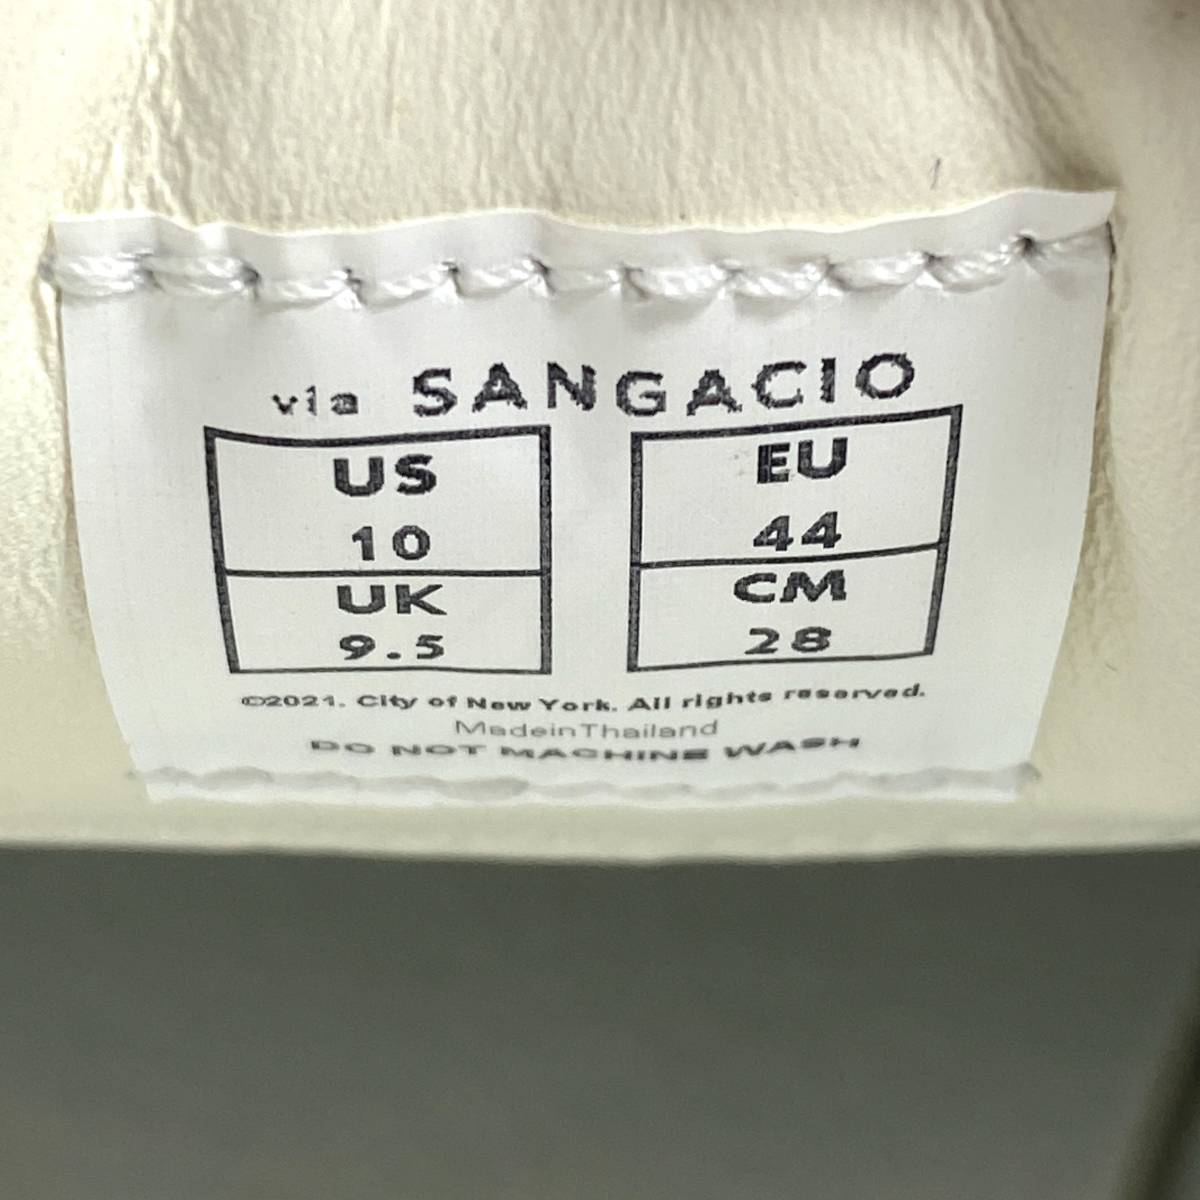 via SANGACIO
US
10
UK
9.5
EU
44
CM
28
©2021. City of New York. All rights reserved.
MadeinThailand
DO NOT MACHINE WASH